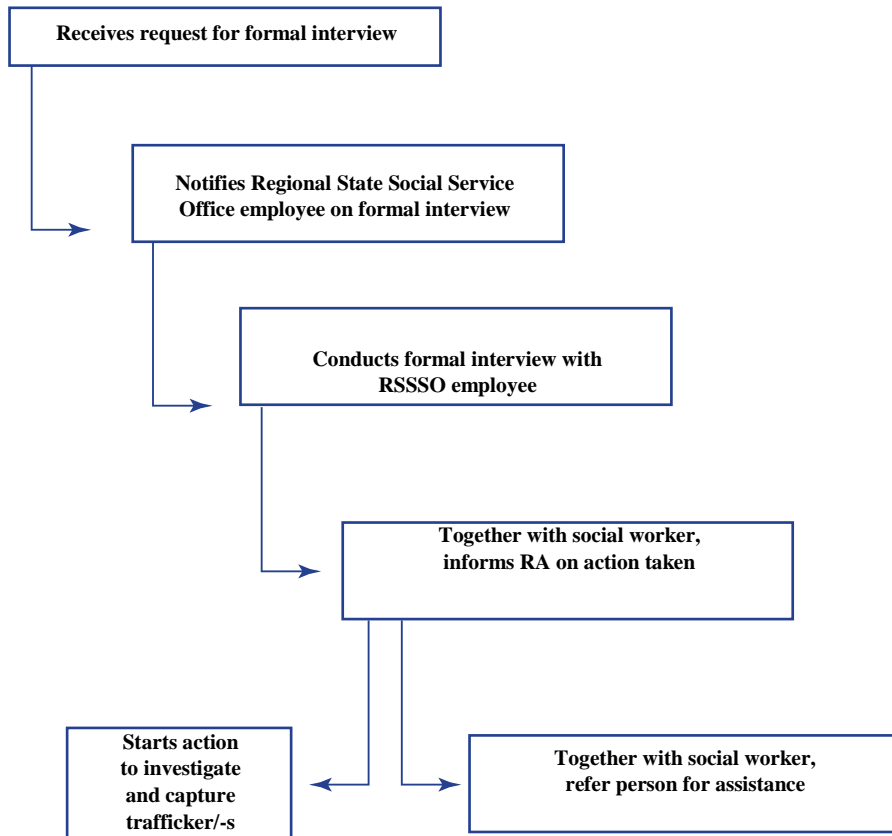 Receives request for formal interview
Notifies Regional State Social Service
Office employee on formal interview
Conducts formal interview with
RSSSO employee
Together with social worker,
informs RA on action taken
Starts action
to investigate
and capture
trafficker/-s
Together with social worker,
refer person for assistance